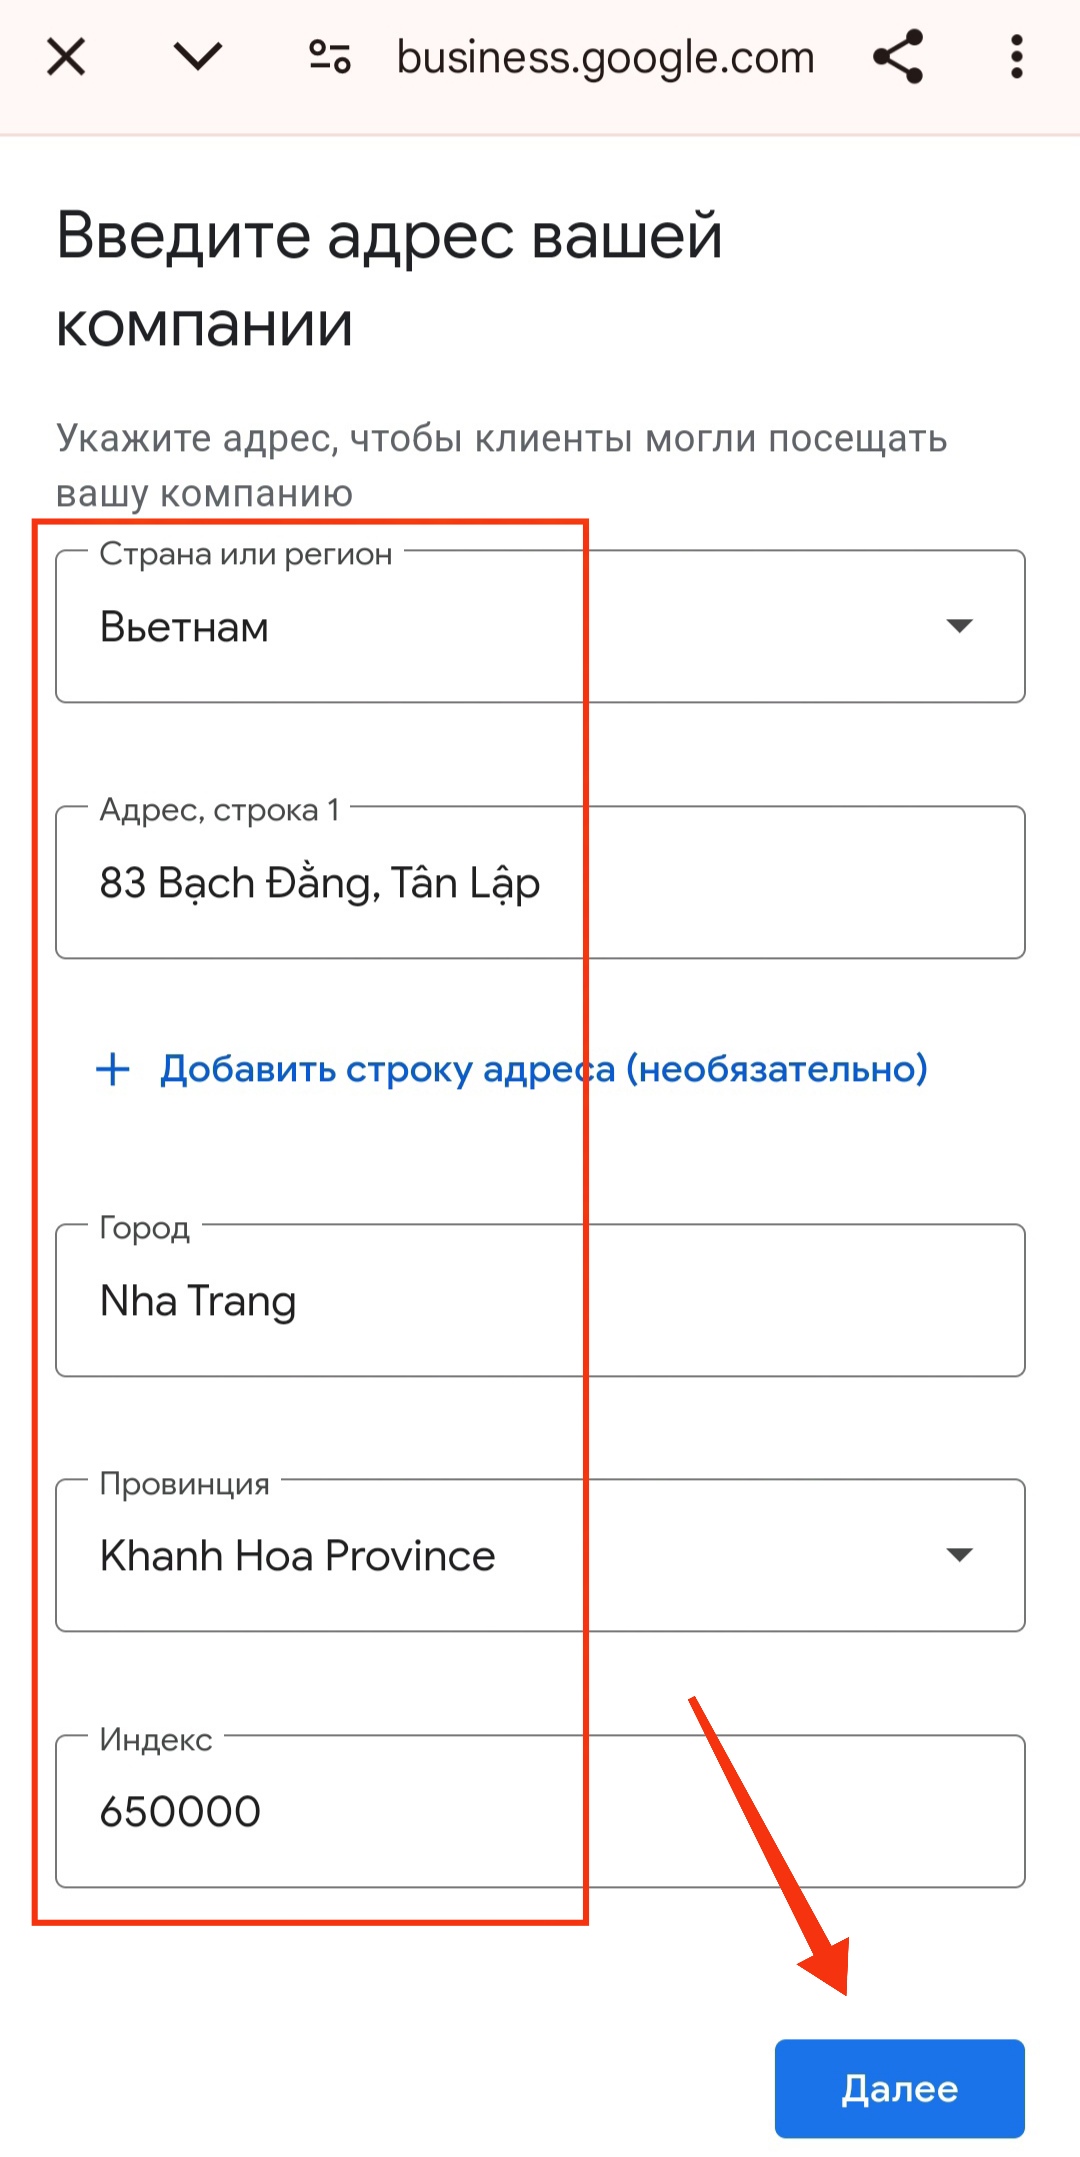 business.google.com
Введите адрес вашей
компании
Укажите адрес, чтобы клиенты могли посещать
вашу компанию
Страна или регион
Вьетнам
Адрес, строка 1
83 Bạch Đằng, Tân Lập
+ Добавить строку адреса (необязательно)
Город
Nha Trang
Провинция
Khanh Hoa Province
Индекс
650000
Далее